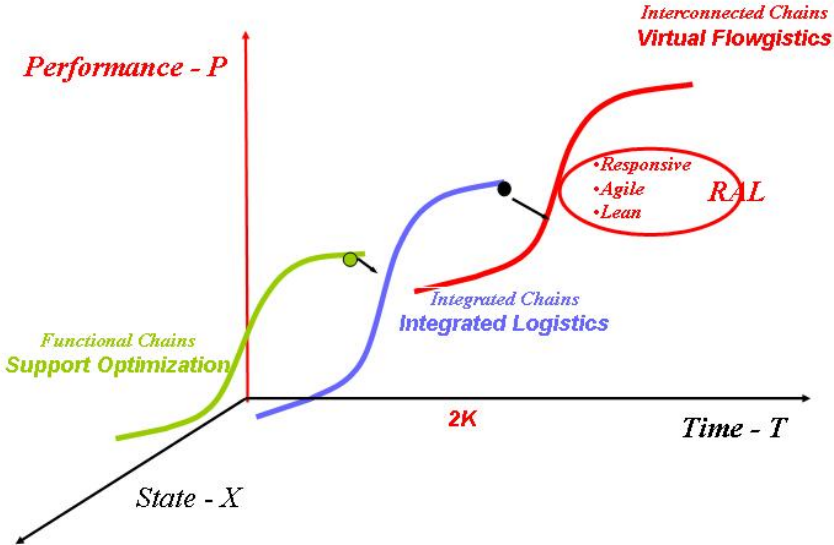 Interconnected Chains
Virtual Flowgistics
Performance - P
•Responsive
•Agile
•Lean
RAL
Integrated Chains
Integrated Logistics
Functional Chains
Support Optimization
2K
Time - T
State - X